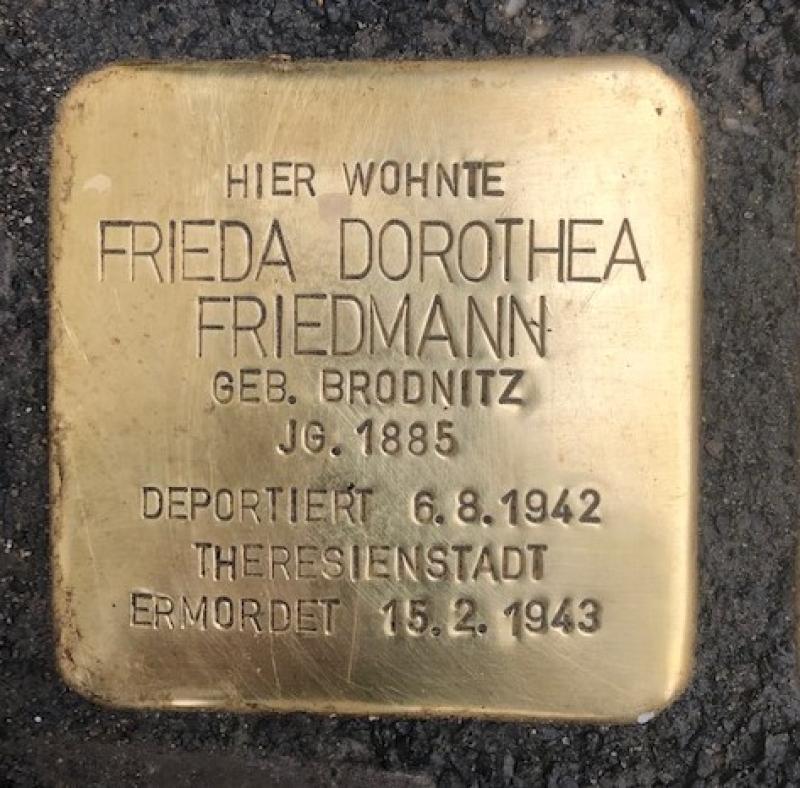 HIER WOHNTE
FRIEDA DOROTHEA
FRIEDMANN
GEB. BRODNITZ
JG. 1885
DEPORTIERT 6.8.1942
THERESIENSTADT
ERMORDET 15.2.1943